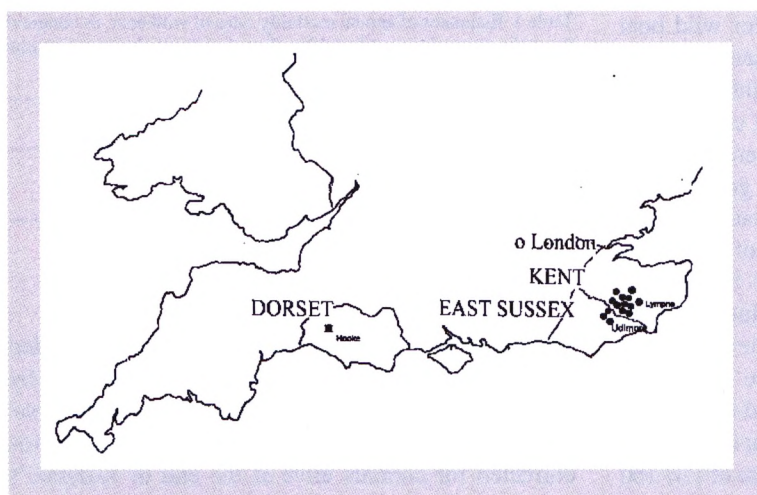 o London
KENT
DORSET
EAST SUSSEX
Lympne
Hooke
Udimore